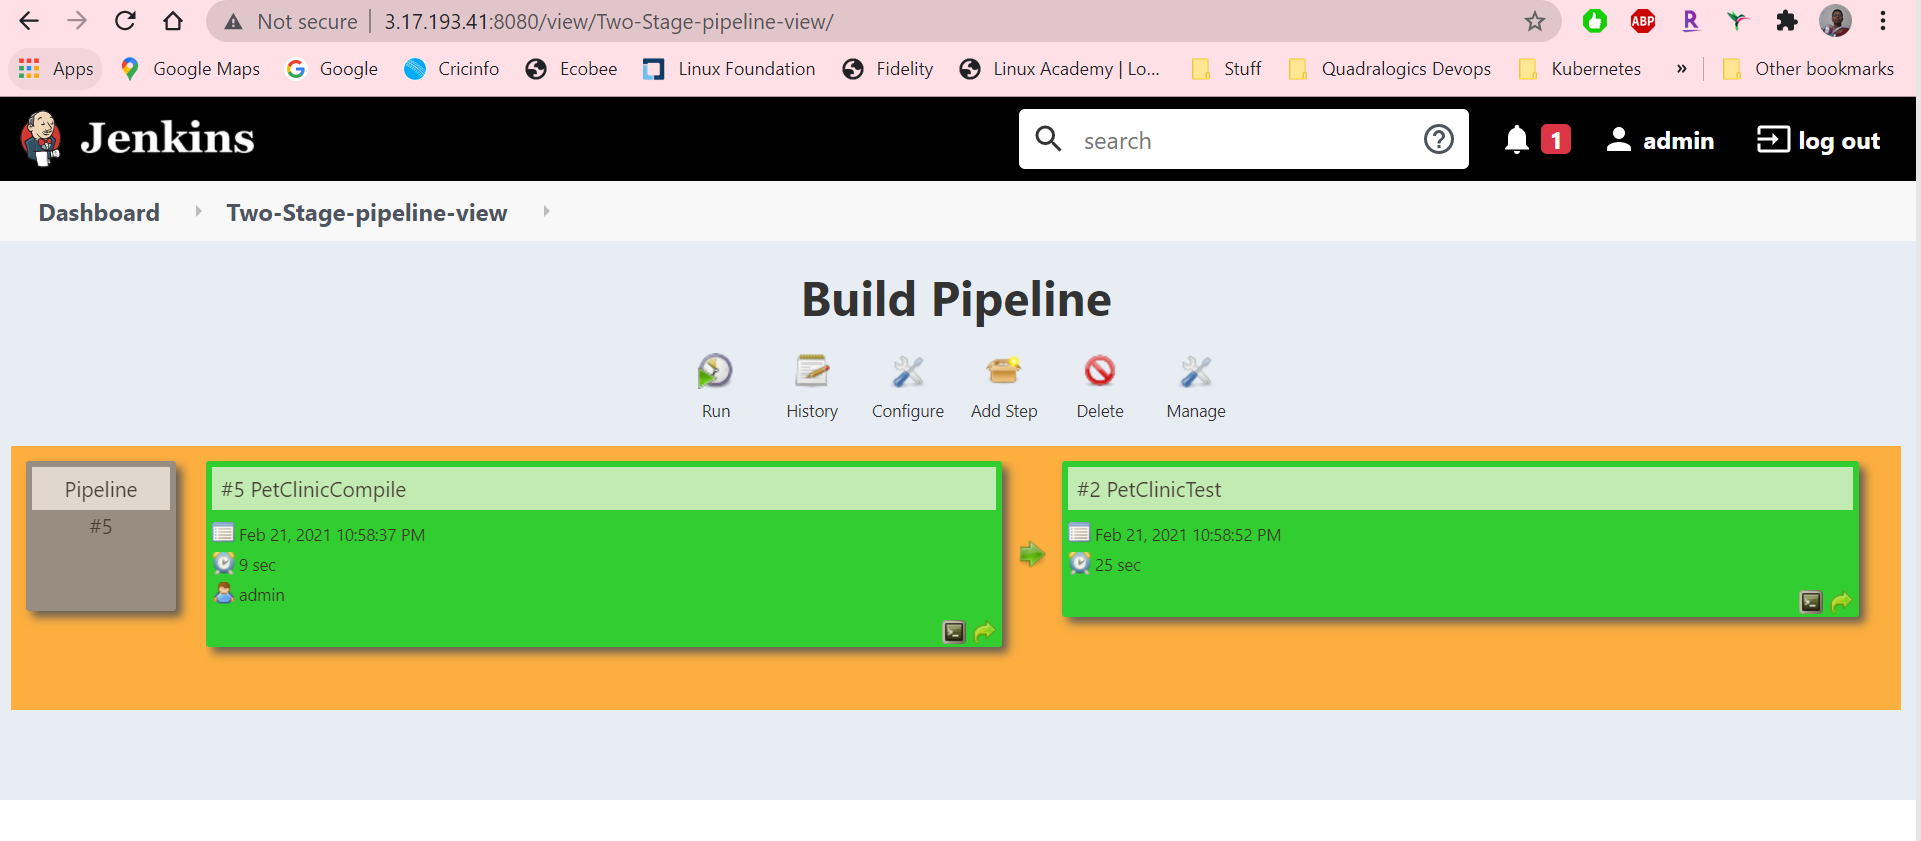 Not secure | 3.17.193.41:8080/view/Two-Stage-pipeline-view/
ABP R
Apps Google Maps Google Cricinfo Ecobee Linux Foundation Fidelity Linux Academy | Lo... Stuff Quadralogics Devops Kubernetes » Other bookmarks
Jenkins search 1 admin log out
Dashboard Two-Stage-pipeline-view
Build Pipeline
Run History Configure Add Step Delete Manage
Pipeline
#5
#5 PetClinicCompile
Feb 21, 2021 10:58:37 PM
9 sec
admin
#2 PetClinicTest
Feb 21, 2021 10:58:52 PM
25 sec